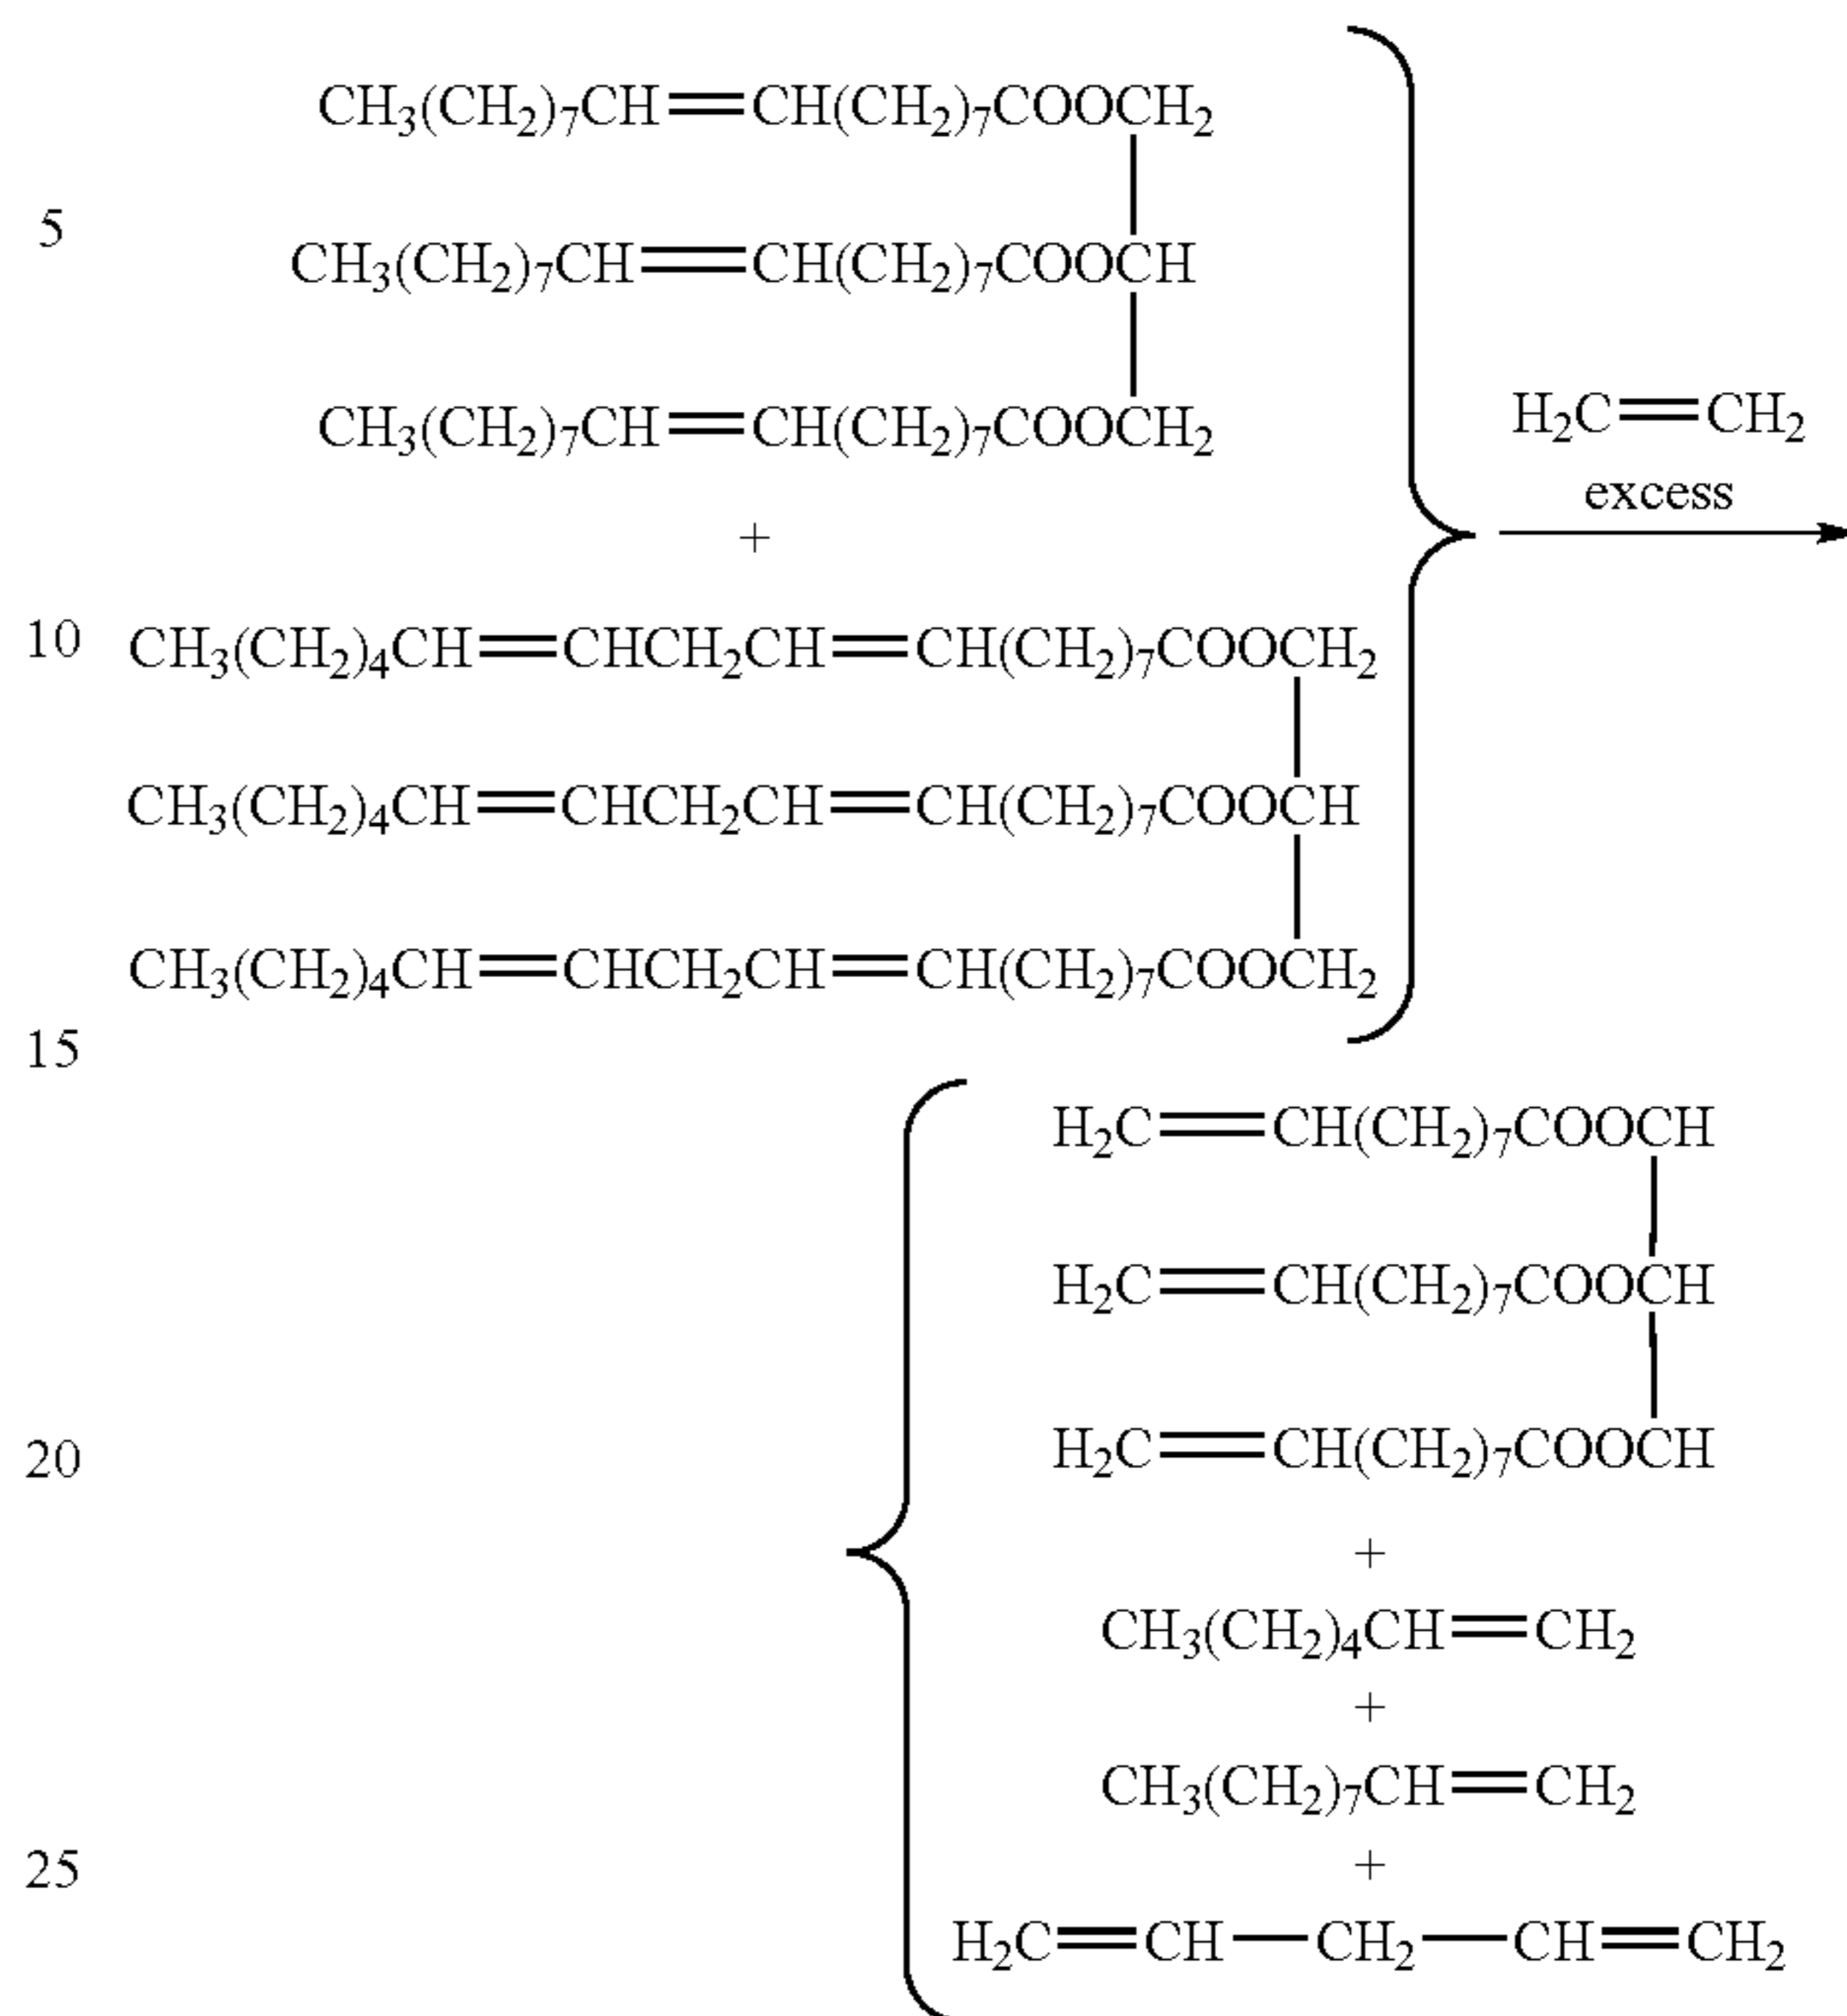 CH₃(CH₂)₇CH=CH(CH₂)₇COOCH₂
5
CH₃(CH₂)₇CH=CH(CH₂)₇COOCH
CH₃(CH₂)₇CH=CH(CH₂)₇COOCH₂
H₂C=CH₂
excess
+
10 CH₃(CH₂)₄CH=CHCH₂CH=CH(CH₂)₇COOCH₂
CH₃(CH₂)₄CH=CHCH₂CH=CH(CH₂)₇COOCH
CH₃(CH₂)₄CH=CHCH₂CH=CH(CH₂)₇COOCH₂
15
H₂C=CH(CH₂)₇COOCH
H₂C=CH(CH₂)₇COOCH
20 H₂C=CH(CH₂)₇COOCH
+
CH₃(CH₂)₄CH=CH₂
+
CH₃(CH₂)₇CH=CH₂
25 +
H₂C=CH—CH₂—CH=CH₂